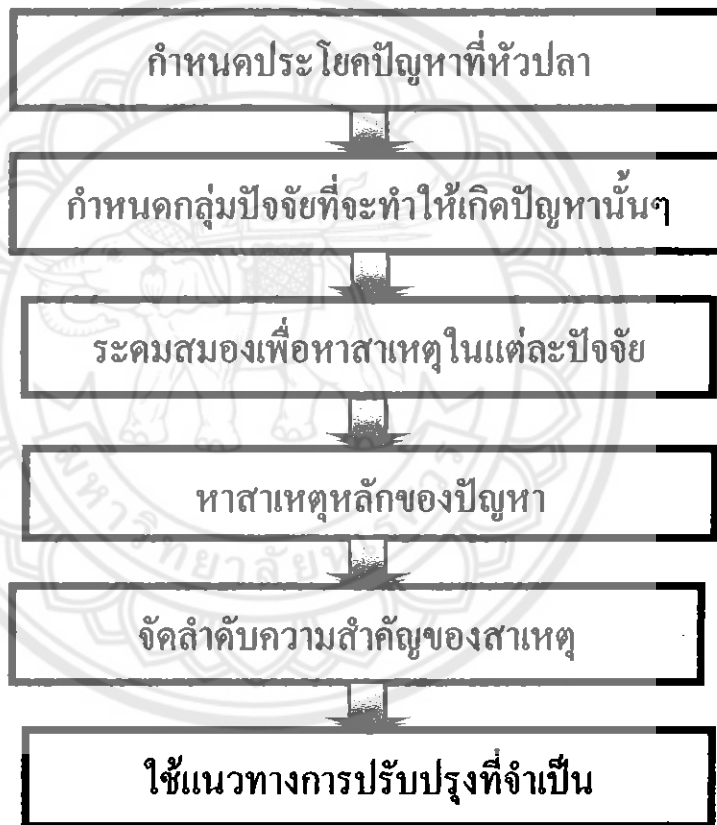 กำหนดประโยคปัญหาที่หัวปลา
กำหนดกลุ่มปัจจัยที่จะทำให้เกิดปัญหานั้นๆ
ระดมสมองเพื่อหาสาเหตุในแต่ละปัจจัย
หาสาเหตุหลักของปัญหา
จัดลำดับความสำคัญของสาเหตุ
ใช้แนวทางการปรับปรุงที่จำเป็น